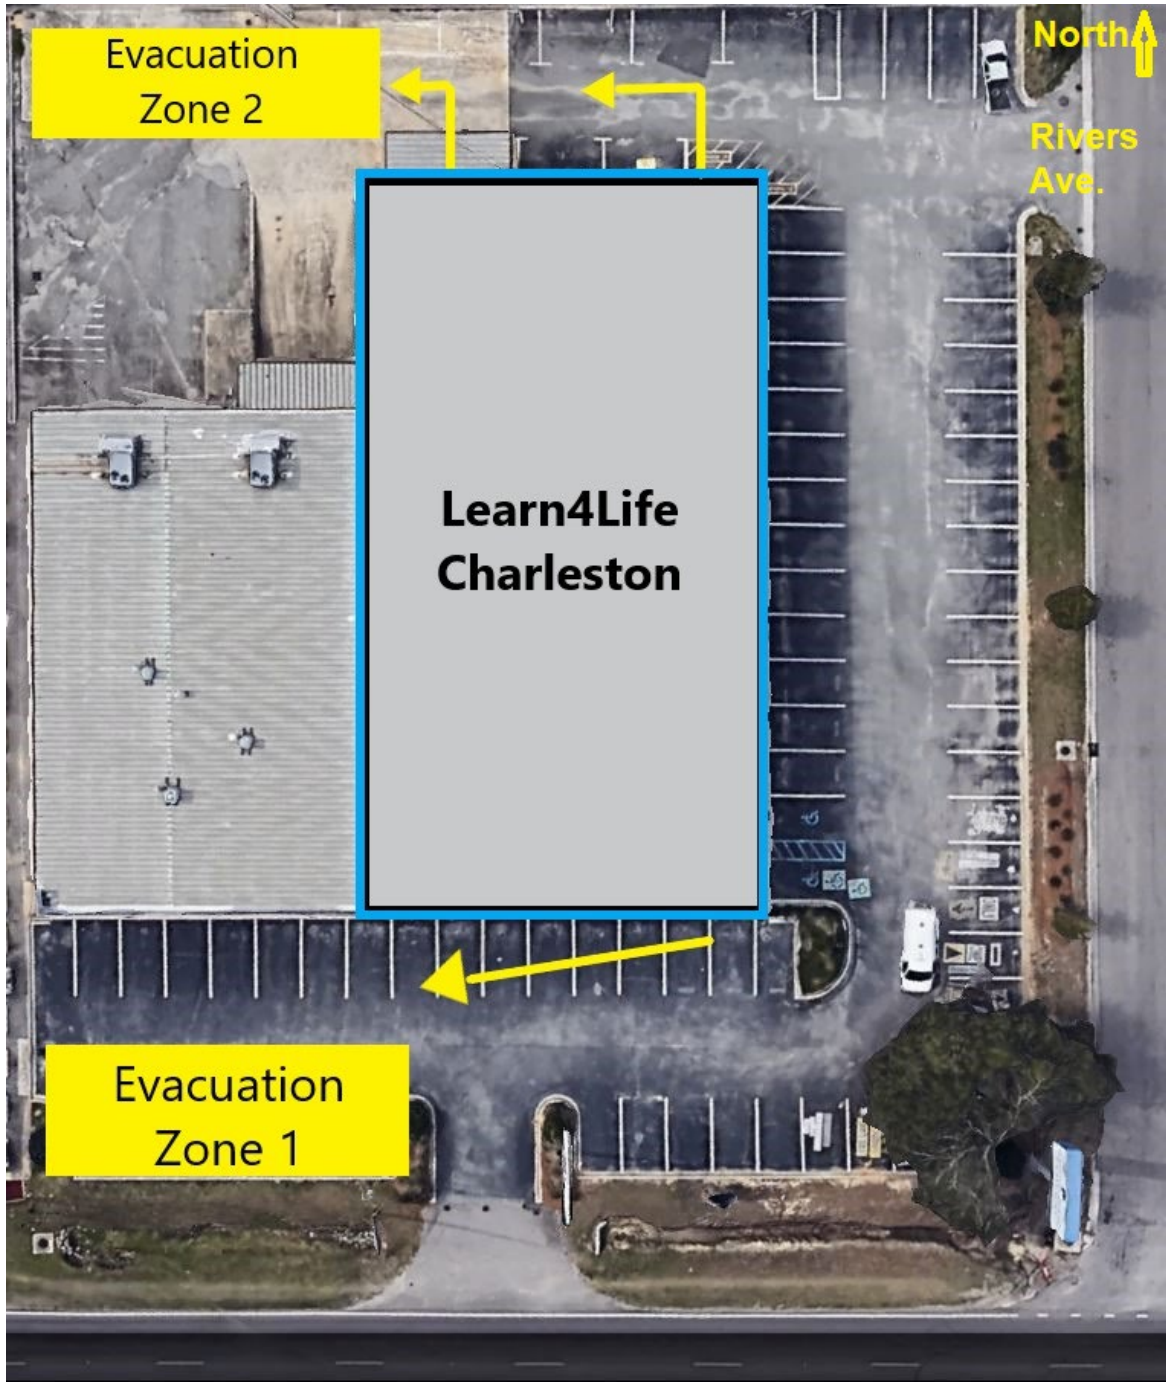 Evacuation
Zone 2
North
Rivers
Ave.
Learn4Life
Charleston
Evacuation
Zone 1